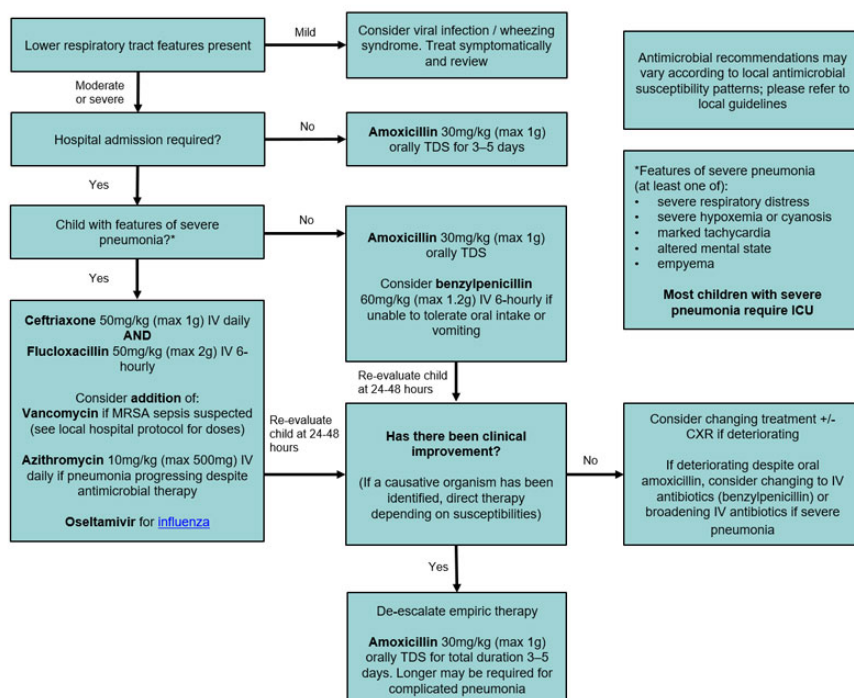 Lower respiratory tract features present
Mild
Consider viral infection / wheezing
syndrome. Treat symptomatically
and review
Antimicrobial recommendations may
vary according to local antimicrobial
susceptibility patterns; please refer to
local guidelines
Moderate
or severe
Hospital admission required?
No
Amoxicillin 30mg/kg (max 1g)
orally TDS for 3–5 days
Yes
*Features of severe pneumonia
(at least one of):
• severe respiratory distress
• severe hypoxemia or cyanosis
• marked tachycardia
• altered mental state
• empyema
Most children with severe
pneumonia require ICU
Child with features of severe
pneumonia?*
No
Amoxicillin 30mg/kg (max 1g)
orally TDS
Consider benzylpenicillin
60mg/kg (max 1.2g) IV 6-hourly if
unable to tolerate oral intake or
vomiting
Yes
Ceftriaxone 50mg/kg (max 1g) IV daily
AND
Flucloxacillin 50mg/kg (max 2g) IV 6-
hourly
Consider addition of:
Vancomycin if MRSA sepsis suspected
(see local hospital protocol for doses)
Azithromycin 10mg/kg (max 500mg) IV
daily if pneumonia progressing despite
antimicrobial therapy
Oseltamivir for influenza
Re-evaluate
child at 24-48
hours
Re-evaluate child
at 24-48 hours
Has there been clinical
improvement?
(If a causative organism has been
identified, direct therapy
depending on susceptibilities)
No
Consider changing treatment +/-
CXR if deteriorating
If deteriorating despite oral
amoxicillin, consider changing to IV
antibiotics (benzylpenicillin) or
broadening IV antibiotics if severe
pneumonia
Yes
De-escalate empiric therapy
Amoxicillin 30mg/kg (max 1g)
orally TDS for total duration 3–5
days. Longer may be required for
complicated pneumonia